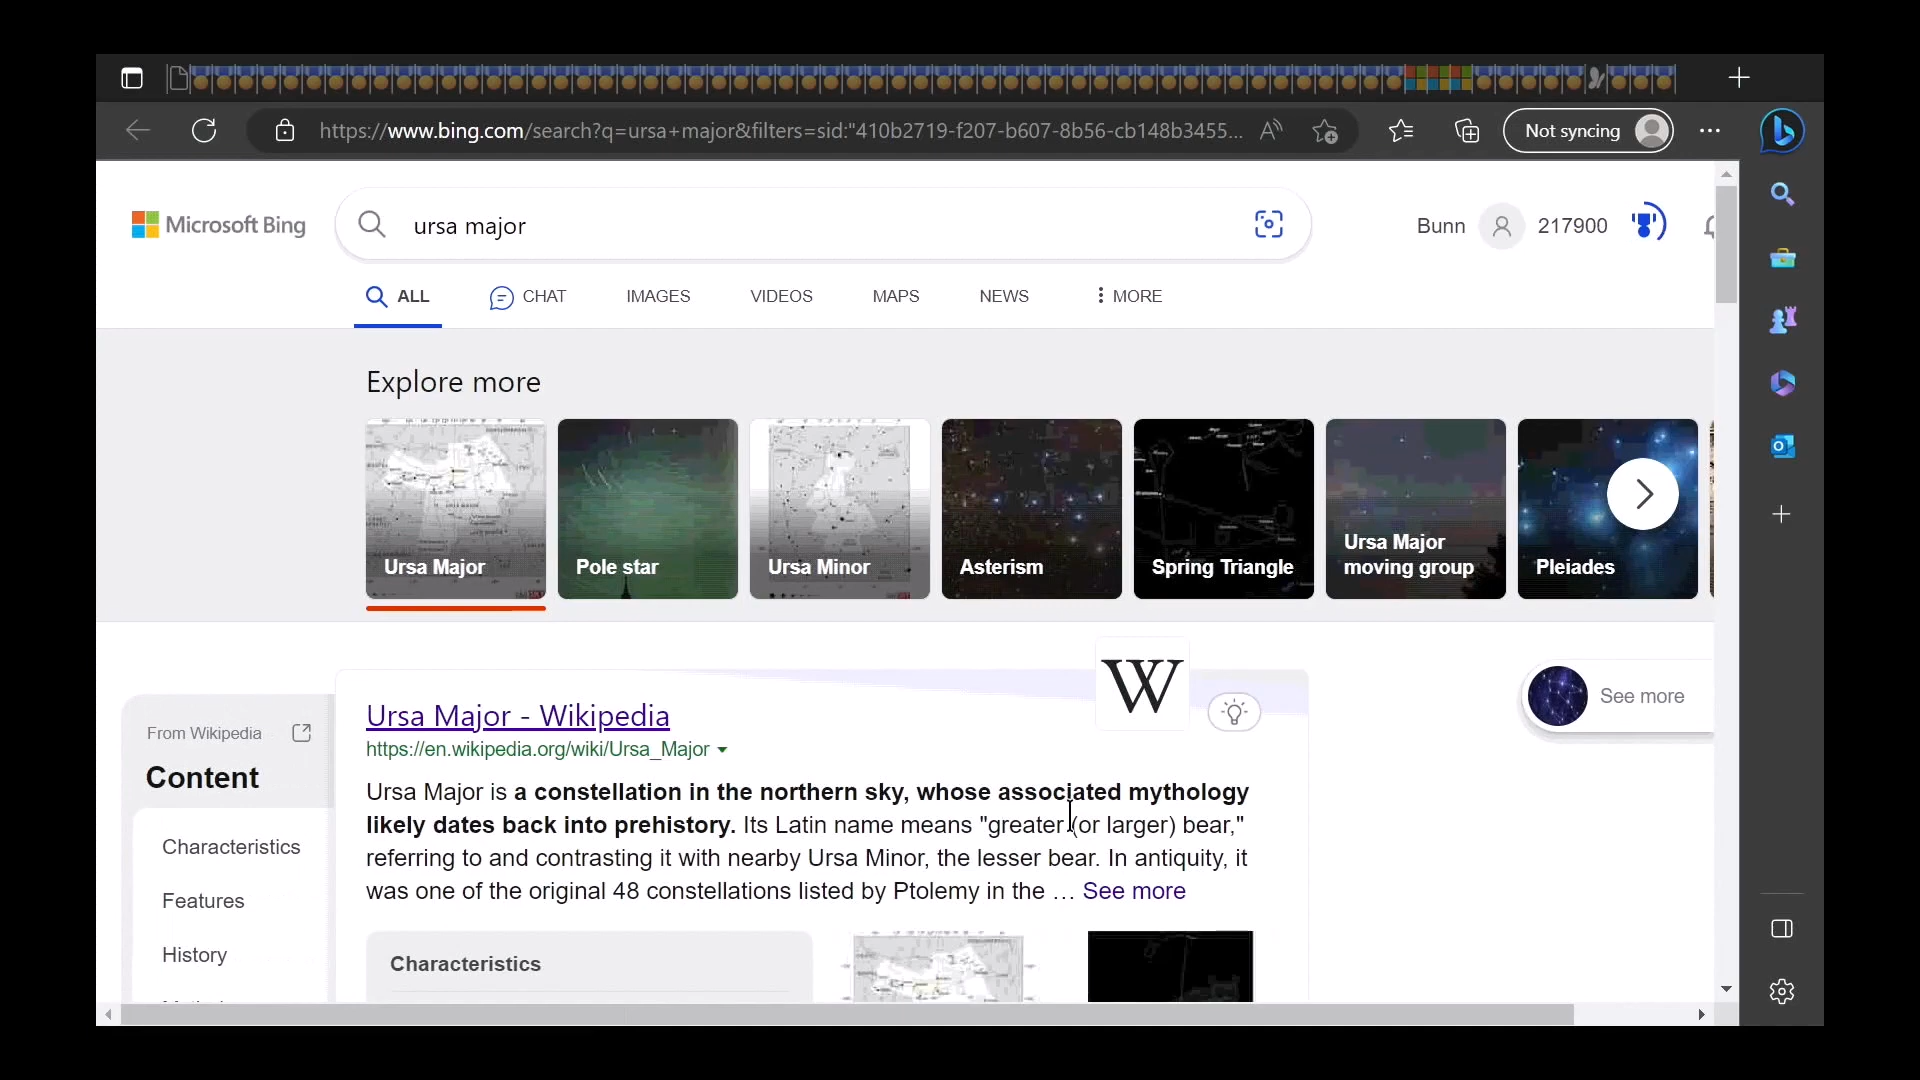 https://www.bing.com/search?q=ursa+major&filters=sid:"410b2719-f207-b607-8b56-cb148b3455...
Not syncing
Microsoft Bing
ursa major
Bunn
217900
ALL
CHAT
IMAGES
VIDEOS
MAPS
NEWS
MORE
Explore more
Ursa Major
Pole star
Ursa Minor
Asterism
Spring Triangle
Ursa Major
moving group
Pleiades
W
See more
From Wikipedia
Content
Characteristics
Features
History
Ursa Major - Wikipedia
https://en.wikipedia.org/wiki/Ursa_Major
Ursa Major is a constellation in the northern sky, whose associated mythology
likely dates back into prehistory. Its Latin name means "greater (or larger) bear,"
referring to and contrasting it with nearby Ursa Minor, the lesser bear. In antiquity, it
was one of the original 48 constellations listed by Ptolemy in the ... See more
Characteristics